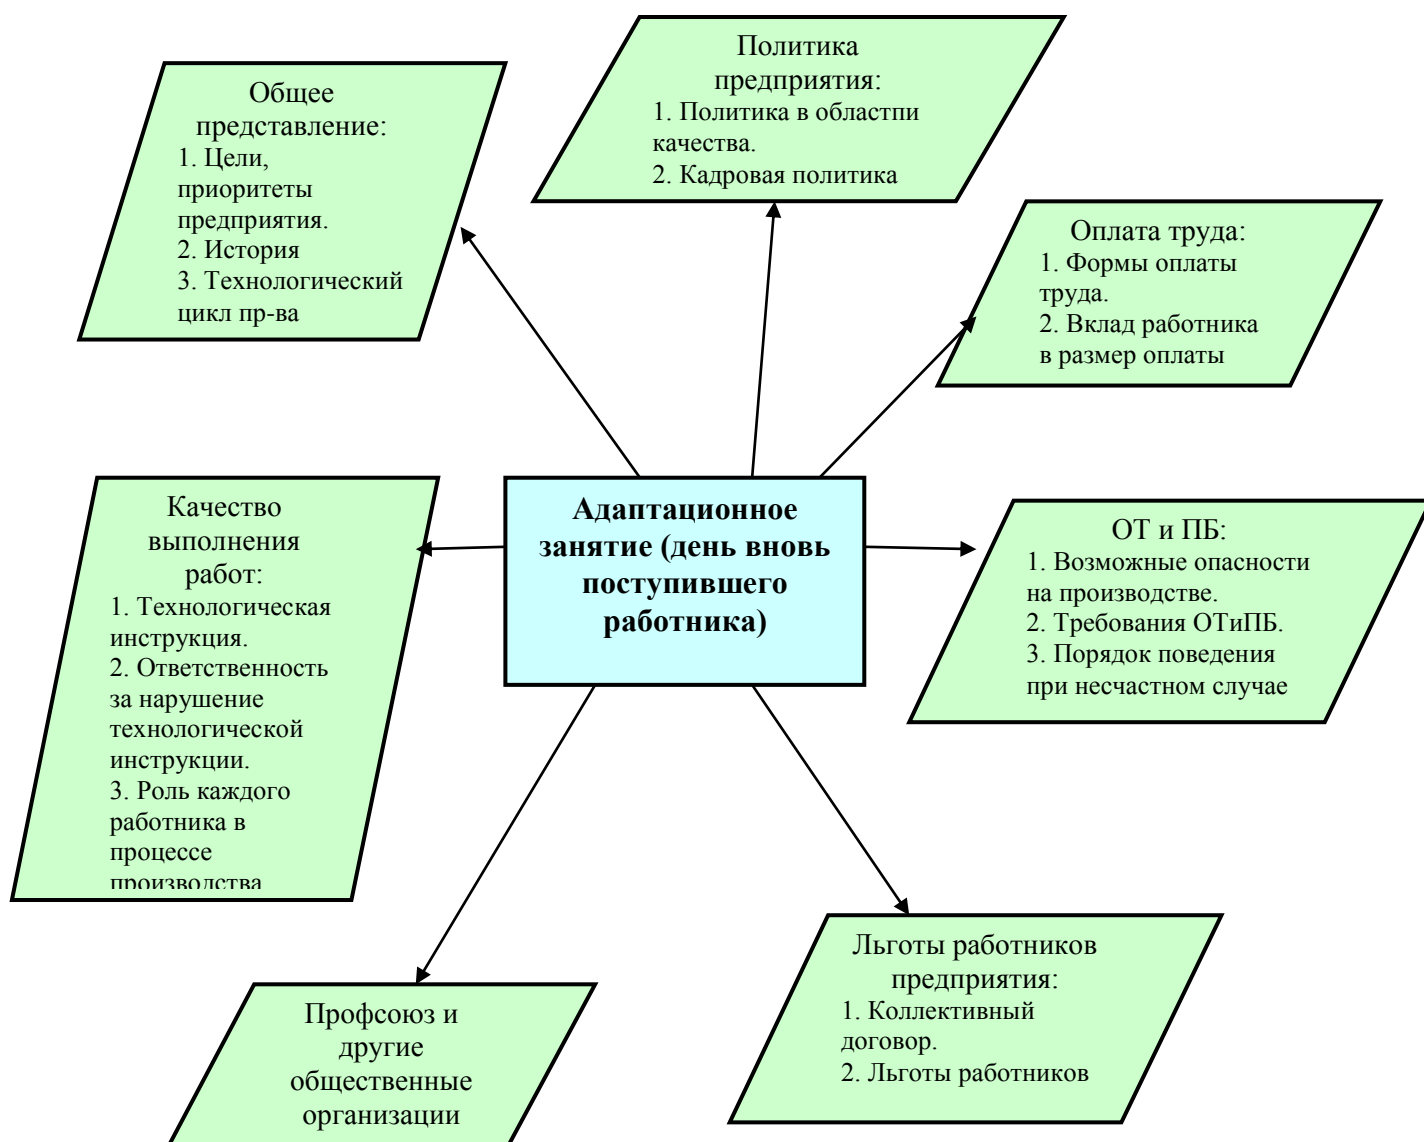 Политика
предприятия:
1. Политика в областпи
качества.
2. Кадровая политика
Общее
представление:
1. Цели,
приоритеты
предприятия.
2. История
3. Технологический
цикл пр-ва
Оплата труда:
1. Формы оплаты
труда.
2. Вклад работника
в размер оплаты
Адаптационное
занятие (день вновь
поступившего
работника)
Качество
выполнения
работ:
1. Технологическая
инструкция.
2. Ответственность
за нарушение
технологической
инструкции.
3. Роль каждого
работника в
процессе
производства
ОТ и ПБ:
1. Возможные опасности
на производстве.
2. Требования ОТиПБ.
3. Порядок поведения
при несчастном случае
Льготы работников
предприятия:
1. Коллективный
договор.
2. Льготы работников
Профсоюз и
другие
общественные
организации